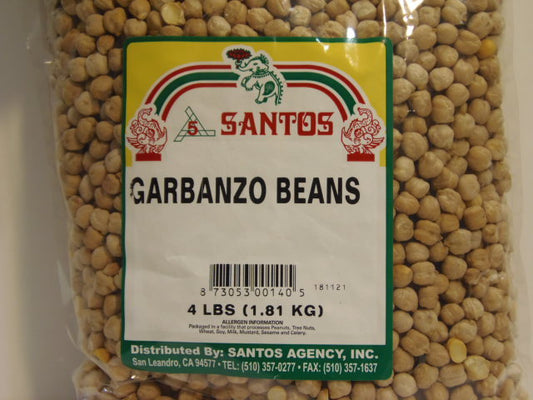 5 SANTOS
GARBANZO BEANS
8 73053 00140 5
181121
4 LBS (1.81 KG)
ALLERGEN INFORMATION
Packaged in a facility that processes Peanuts, Tree Nuts,
Wheat, Soy, Milk, Mustard, Sesame and Celery.
Distributed By: SANTOS AGENCY, INC.
San Leandro, CA 94577 • TEL: (510) 357-0277 • FAX: (510) 357-1637